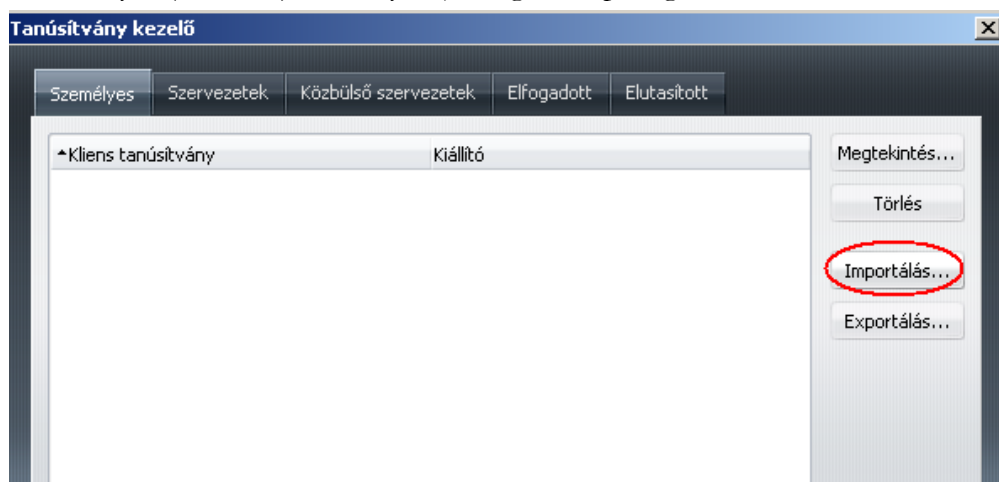 Tanúsítvány kezelő
Személyes Szervezetek Közbülső szervezetek Elfogadott Elutasított
Kliens tanúsítvány Kiállító
Megtekintés...
Törlés
Importálás...
Exportálás...